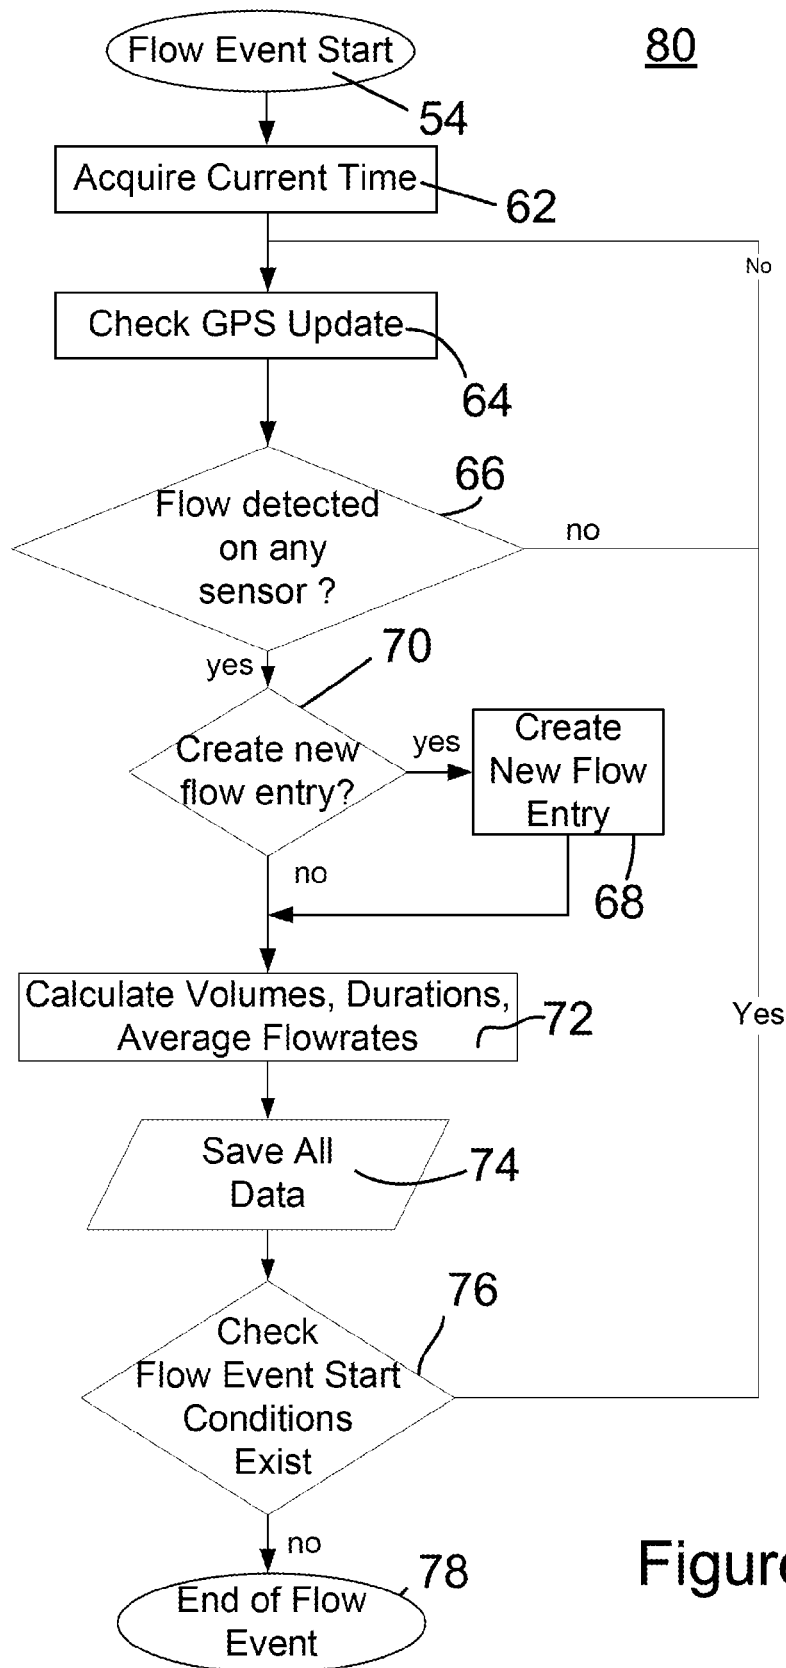 Flow Event Start
80
54
Acquire Current Time
62
No
Check GPS Update
64
66
Flow detected
on any
sensor ?
no
yes
70
Create new
flow entry?
yes
Create
New Flow
Entry
68
no
Calculate Volumes, Durations,
Average Flowrates
72
Yes
Save All
Data
74
76
Check
Flow Event Start
Conditions
Exist
no
End of Flow
Event
78
Figure